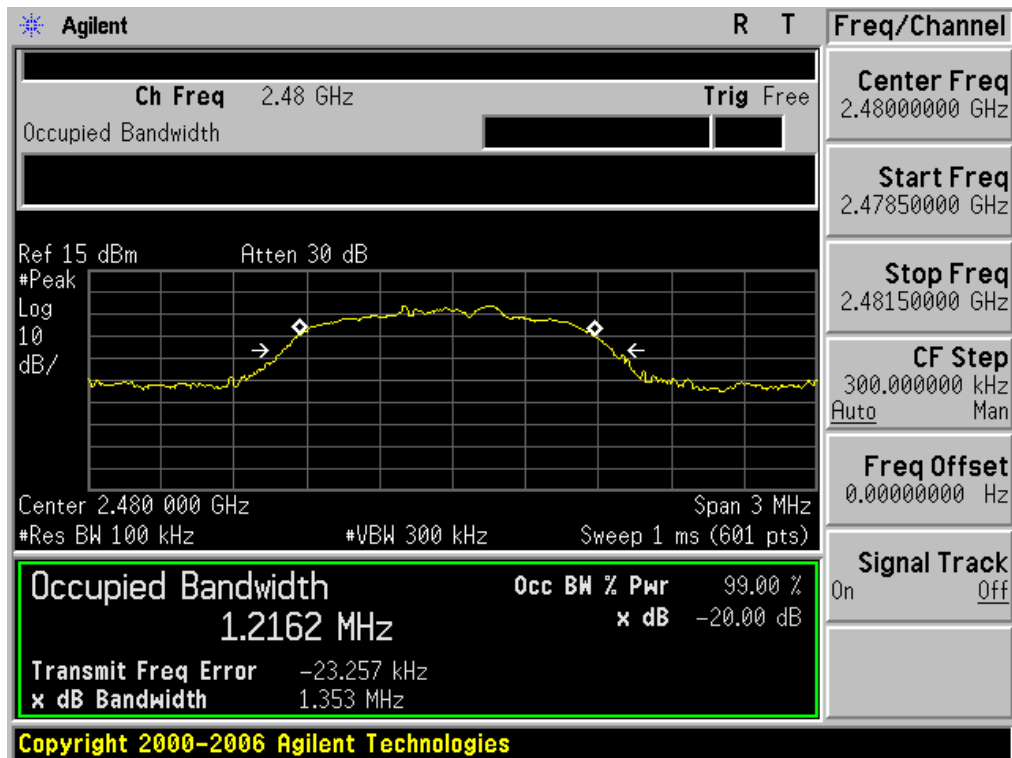 Agilent R T
Ch Freq 2.48 GHz Trig Free
Occupied Bandwidth
Ref 15 dBm Atten 30 dB
#Peak
Log
10
dB/
Center 2.480 000 GHz Span 3 MHz
#Res BW 100 kHz #VBW 300 kHz Sweep 1 ms (601 pts)
Occupied Bandwidth
1.2162 MHz
Occ BW % Pwr 99.00 %
x dB -20.00 dB
Transmit Freq Error -23.257 kHz
x dB Bandwidth 1.353 MHz
Copyright 2000-2006 Agilent Technologies
Freq/Channel
Center Freq
2.48000000 GHz
Start Freq
2.47850000 GHz
Stop Freq
2.48150000 GHz
CF Step
300.000000 kHz
Auto Man
Freq Offset
0.00000000 Hz
Signal Track
On Off